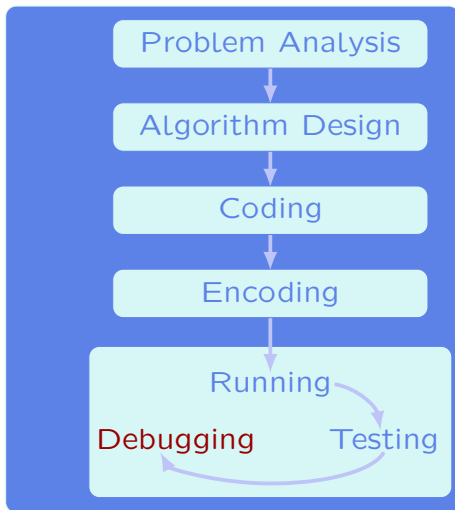 Problem Analysis
Algorithm Design
Coding
Encoding
Running
Debugging Testing